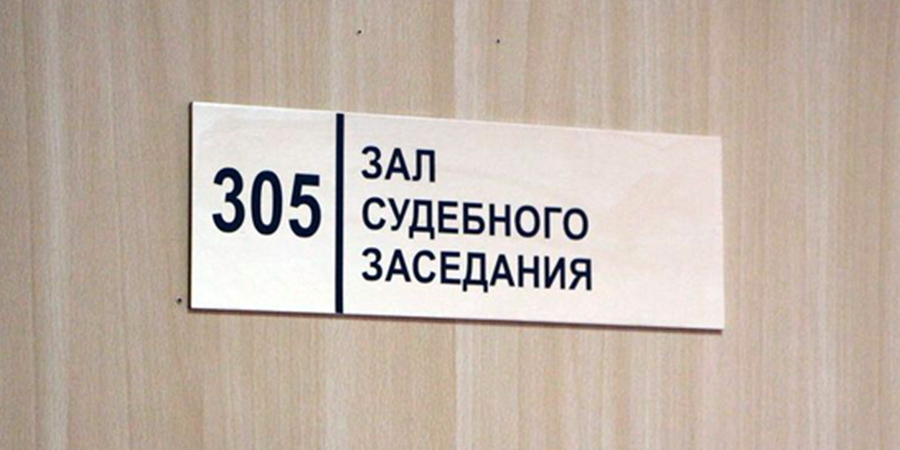 305
ЗАЛ
СУДЕБНОГО
ЗАСЕДАНИЯ